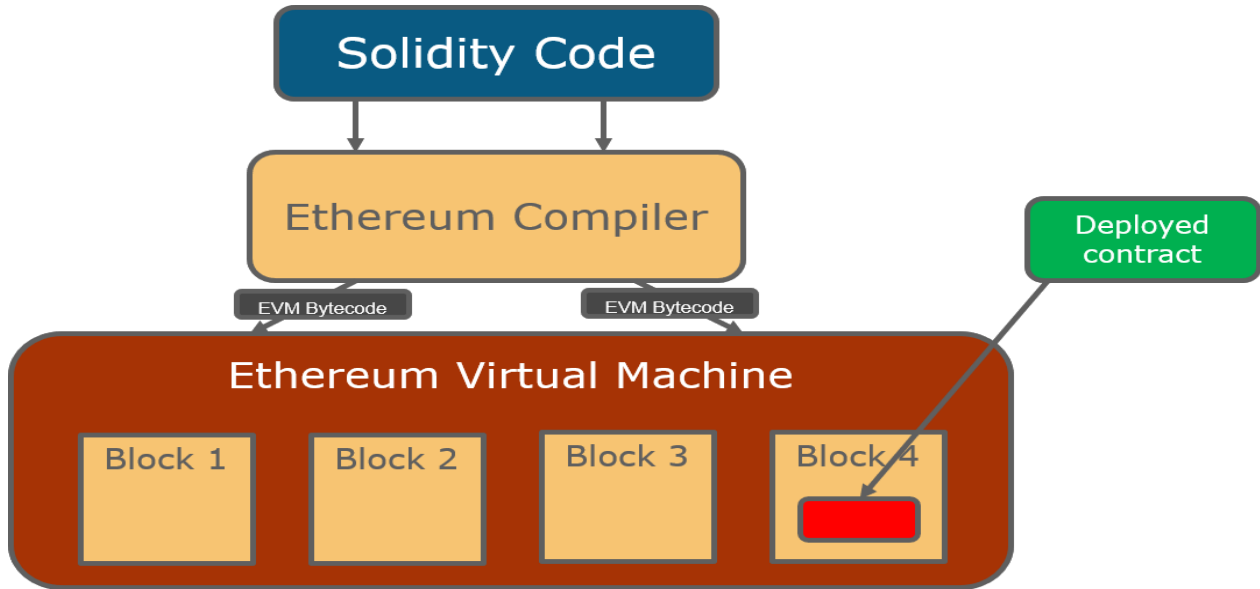 Solidity Code
Ethereum Compiler
Deployed
contract
EVM Bytecode
EVM Bytecode
Ethereum Virtual Machine
Block 1
Block 2
Block 3
Block 4